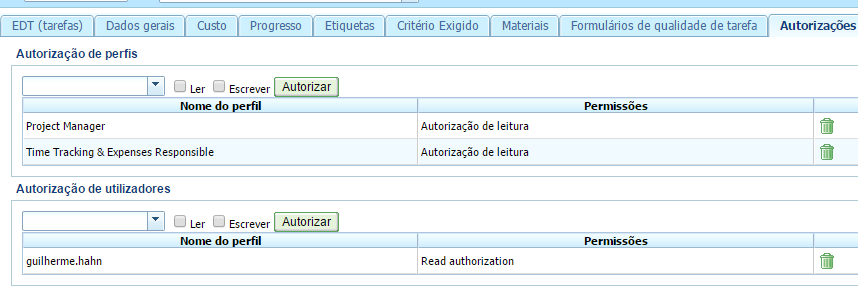 EDT (tarefas) Dados gerais Custo Progresso Etiquetas Critério Exigido Materiais Formulários de qualidade de tarefa Autorizações
Autorização de perfis
Ler Escrever Autorizar
Nome do perfil Permissões
Project Manager Autorização de leitura
Time Tracking & Expenses Responsible Autorização de leitura
Autorização de utilizadores
Ler Escrever Autorizar
Nome do perfil Permissões
guilherme.hahn Read authorization